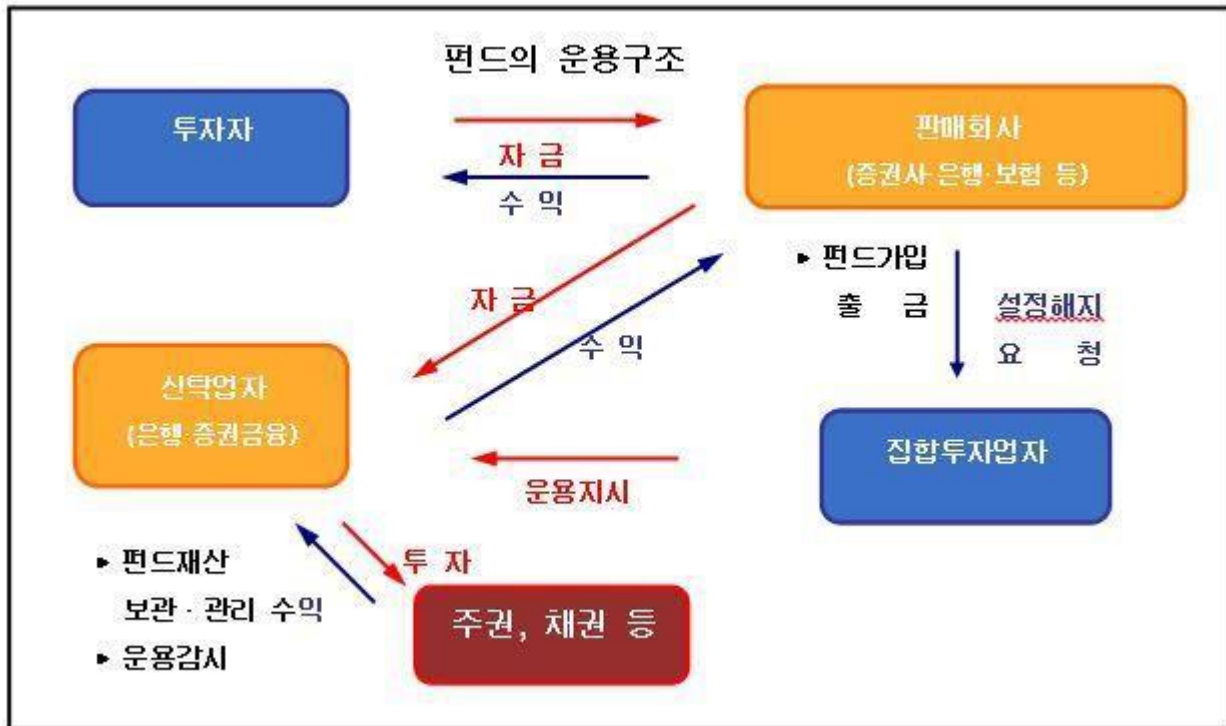 펀드의 운용구조
투자자
판매회사
(증권사·은행·보험 등)
자 금
수 익
▸ 펀드가입
출 금
설정해지
요 청
자 금
수 익
신탁업자
(은행·증권금융)
집합투자업자
운용지시
▸ 펀드재산
보관·관리 수익
▸ 운용감시
투 자
주권, 채권 등